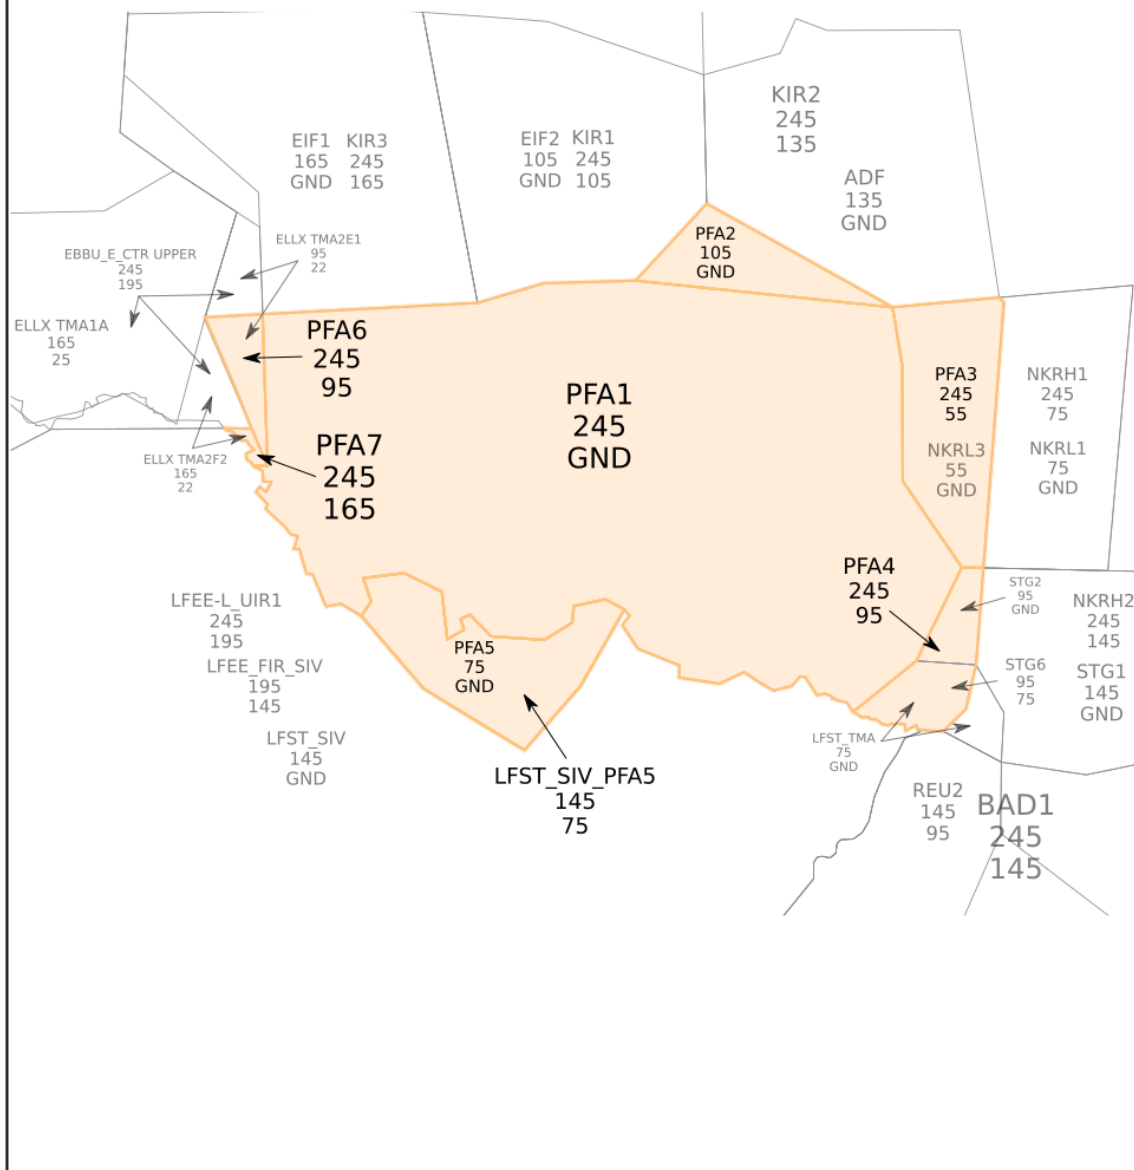 KIR2
245
135
EIF1 KIR3
165 245
GND 165
EIF2 KIR1
105 245
GND 105
ADF
135
GND
PFA2
105
GND
ELLX TMA2E1
95
22
EBBU_E_CTR UPPER
245
195
ELLX TMA1A
165
25
PFA6
245
95
PFA1
245
GND
PFA3
245
55
NKRH1
245
75
PFA7
245
165
NKRL3
55
GND
NKRL1
75
GND
ELLX TMA2F2
165
22
PFA4
245
95
STG2
95
GND
LFEE-L_UIR1
245
195
NKRH2
245
145
PFA5
75
GND
LFEE_FIR_SIV
195
145
STG6
95
75
STG1
145
GND
LFST_SIV
145
GND
LFST_TMA
75
GND
LFST_SIV_PFA5
145
75
REU2
145
95
BAD1
245
145